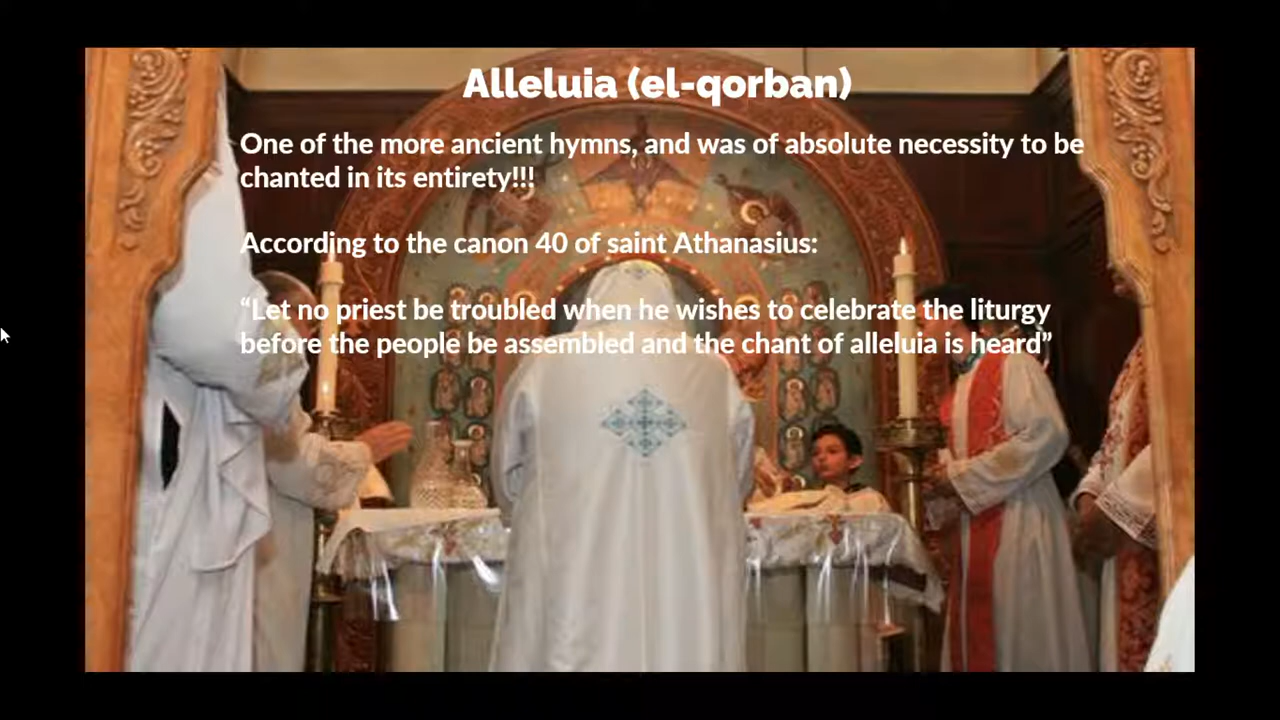 Alleluia (el-qorban)
One of the more ancient hymns, and was of absolute necessity to be
chanted in its entirety!!!
According to the canon 40 of saint Athanasius:
“Let no priest be troubled when he wishes to celebrate the liturgy
before the people be assembled and the chant of alleluia is heard”